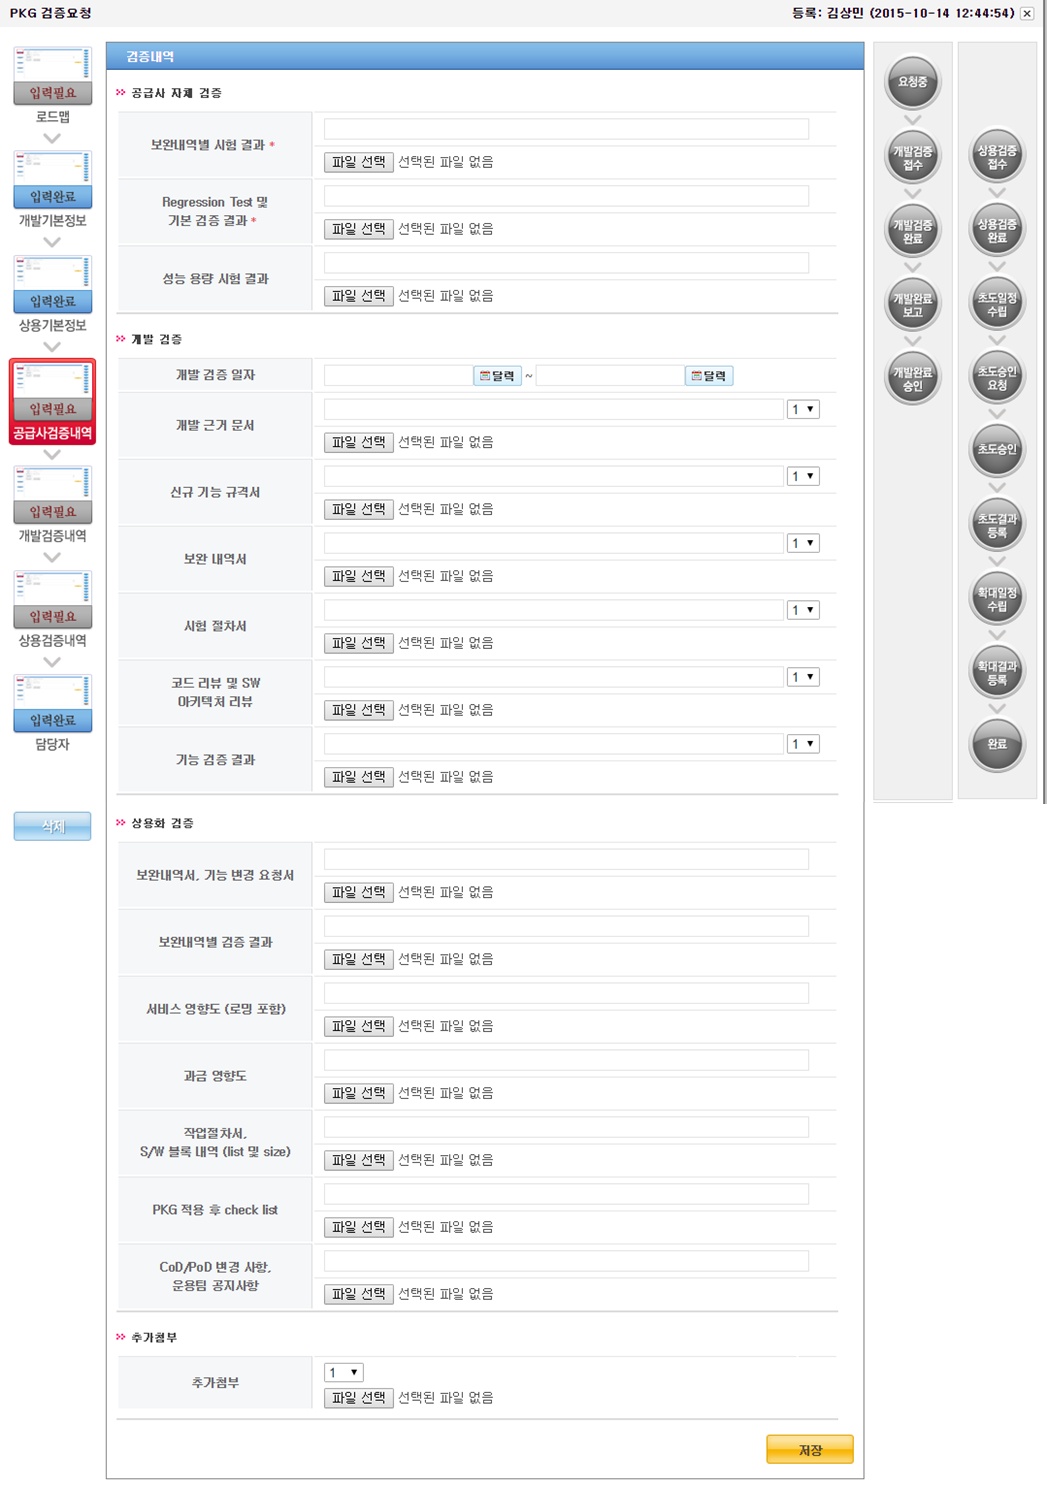 PKG 검증요청
등록: 김상민 (2015-10-14 12:44:54)
입력필요
로드맵
입력완료
개발기본정보
입력완료
상용기본정보
입력필요
공급사검증내역
입력필요
개발검증내역
입력필요
상용검증내역
입력완료
담당자
삭제
검증내역
공급사 자체 검증
보완내역별 시험 결과 *
파일 선택 선택된 파일 없음
Regression Test 및
기본 검증 결과 *
파일 선택 선택된 파일 없음
성능 용량 시험 결과
파일 선택 선택된 파일 없음
개발 검증
개발 검증 일자
달력 ~ 달력
개발 근거 문서
1
파일 선택 선택된 파일 없음
신규 기능 규격서
1
파일 선택 선택된 파일 없음
보완 내역서
1
파일 선택 선택된 파일 없음
시험 절차서
1
파일 선택 선택된 파일 없음
코드 리뷰 및 SW
아키텍처 리뷰
1
파일 선택 선택된 파일 없음
기능 검증 결과
1
파일 선택 선택된 파일 없음
상용화 검증
보완내역서, 기능 변경 요청서
파일 선택 선택된 파일 없음
보완내역별 검증 결과
파일 선택 선택된 파일 없음
서비스 영향도 (로밍 포함)
파일 선택 선택된 파일 없음
과금 영향도
파일 선택 선택된 파일 없음
작업절차서,
S/W 블록 내역 (list 및 size)
파일 선택 선택된 파일 없음
PKG 적용 후 check list
파일 선택 선택된 파일 없음
CoD/PoD 변경 사항,
운용팀 공지사항
파일 선택 선택된 파일 없음
추가첨부
추가첨부
1
파일 선택 선택된 파일 없음
저장
요청중
개발검증
접수
개발검증
완료
개발완료
보고
개발완료
승인
상용검증
접수
상용검증
완료
초도일정
수립
초도승인
요청
초도승인
초도결과
등록
확대일정
수립
확대결과
등록
완료